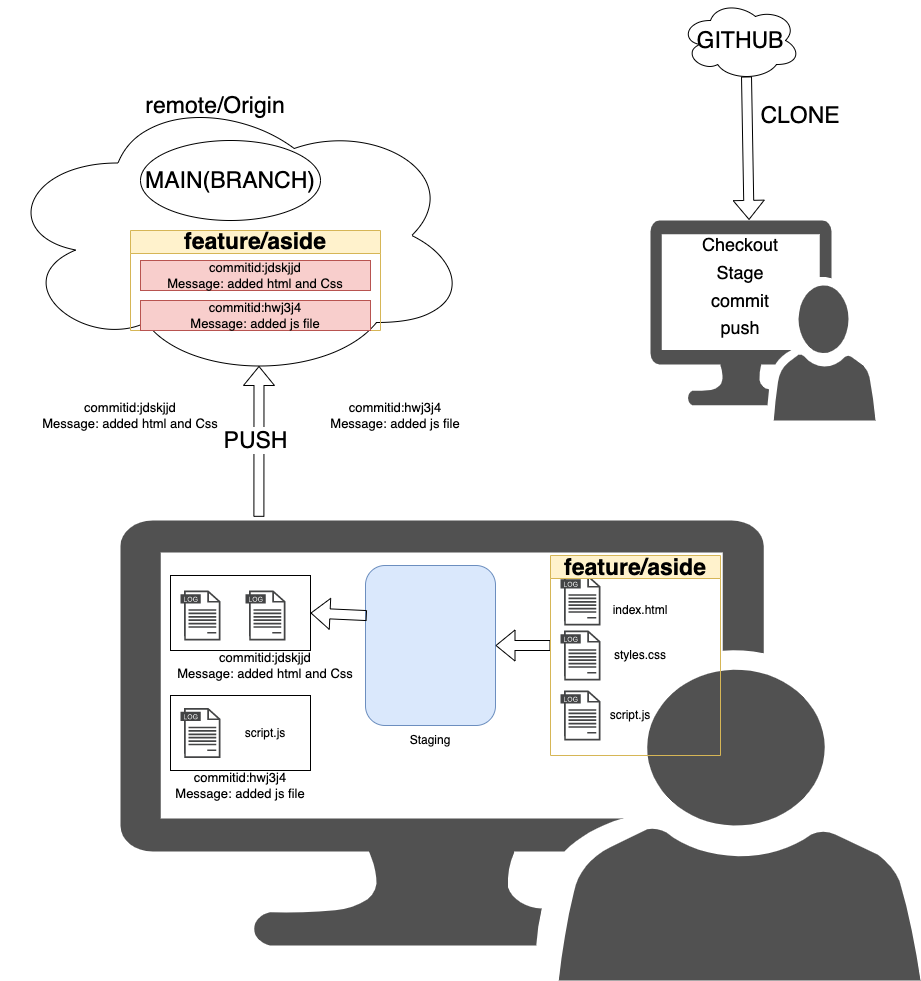 GITHUB
CLONE
remote/Origin
MAIN(BRANCH)
feature/aside
commitid:jdskjjd
Message: added html and Css
commitid:hwj3j4
Message: added js file
Checkout
Stage
commit
push
commitid:jdskjjd
Message: added html and Css
commitid:hwj3j4
Message: added js file
PUSH
feature/aside
LOG
index.html
LOG
styles.css
LOG
script.js
Staging
LOG
LOG
commitid:jdskjjd
Message: added html and Css
LOG
script.js
commitid:hwj3j4
Message: added js file